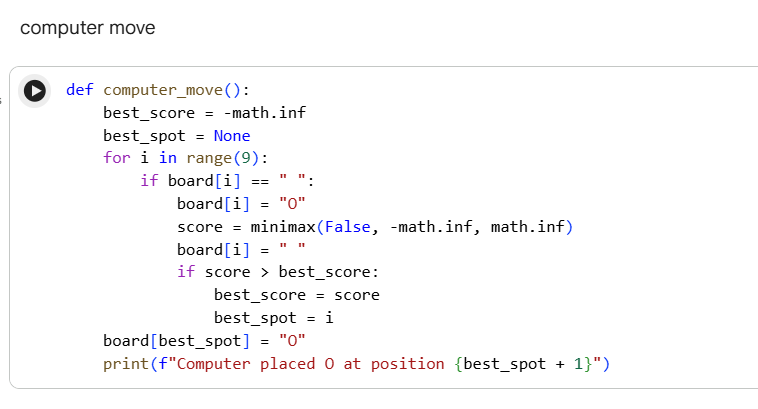 computer move
def computer_move():
    best_score = -math.inf
    best_spot = None
    for i in range(9):
        if board[i] == " ":
            board[i] = "O"
            score = minimax(False, -math.inf, math.inf)
            board[i] = " "
            if score > best_score:
                best_score = score
                best_spot = i
    board[best_spot] = "O"
    print(f"Computer placed O at position {best_spot + 1}")